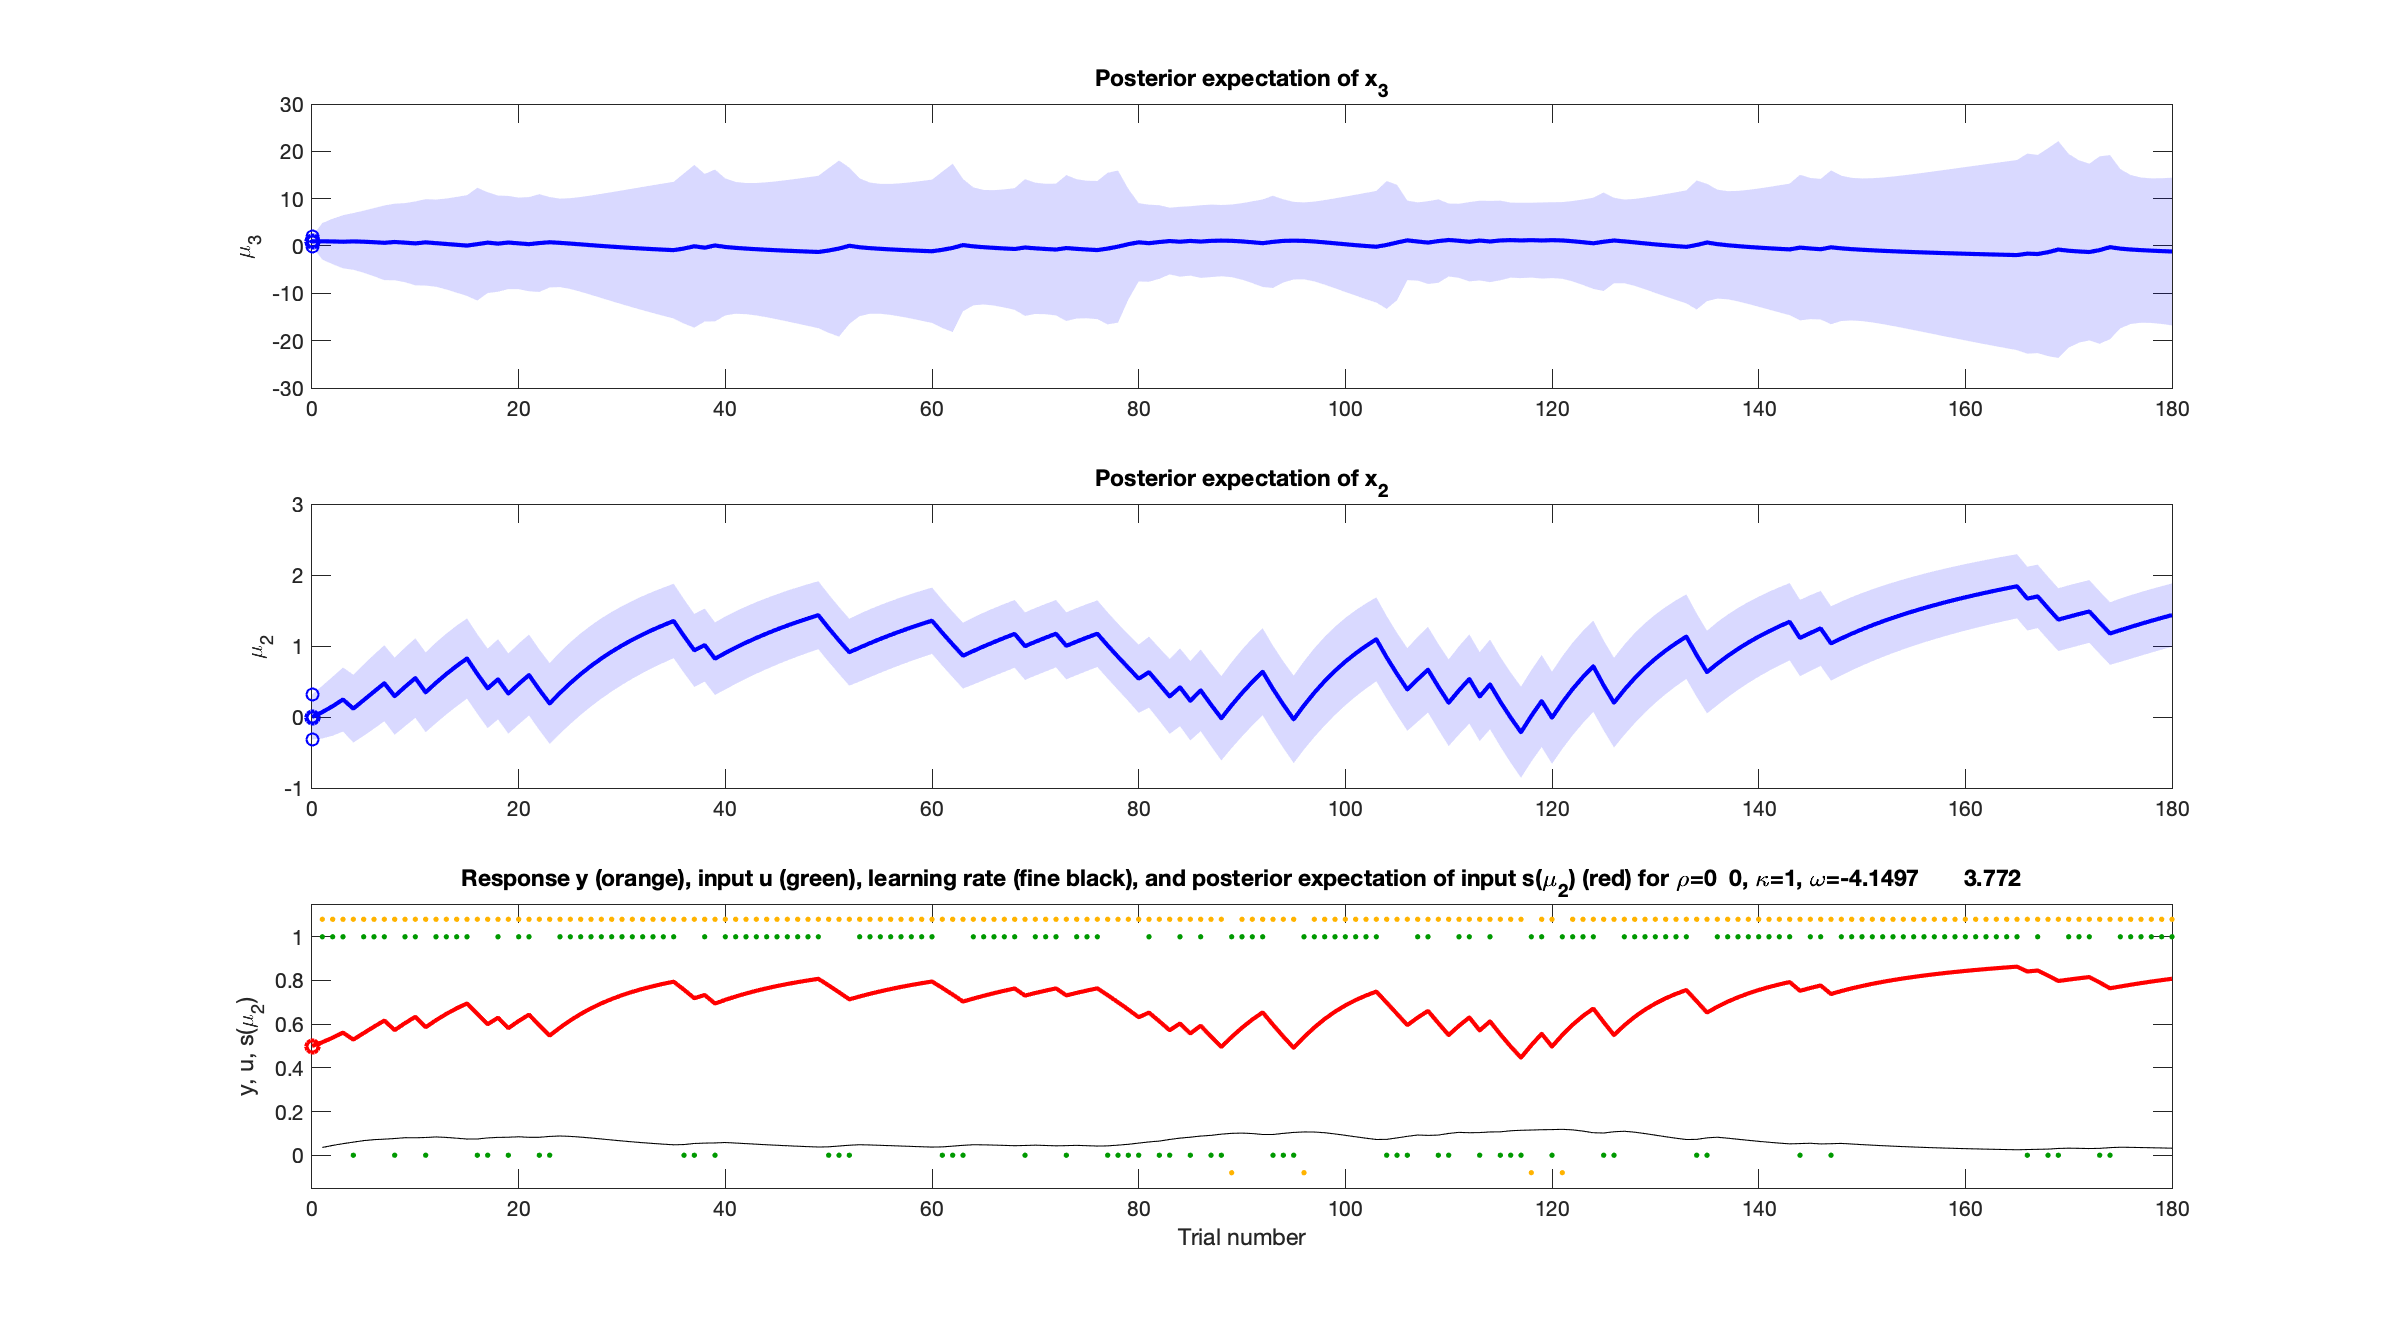 Posterior expectation of x3
30
20
10
0
-10
-20
-30
μ3
0 20 40 60 80 100 120 140 160 180
Posterior expectation of x2
3
2
1
0
-1
μ2
0 20 40 60 80 100 120 140 160 180
Response y (orange), input u (green), learning rate (fine black), and posterior expectation of input s(μ2) (red) for ρ=0 0, κ=1, ω=-4.1497 3.772
1
0.8
0.6
0.4
0.2
0
y, u, s(μ2)
0 20 40 60 80 100 120 140 160 180
Trial number